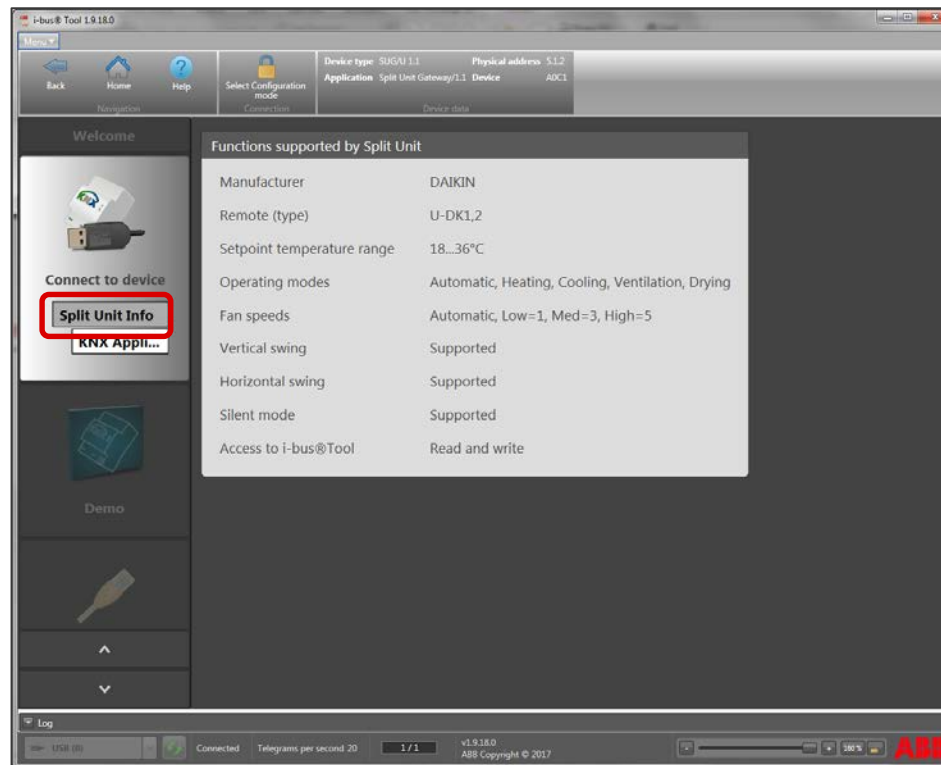 i-bus® Tool 1.9.18.0
Menu
Back
Home
Help
Navigation
Select Configuration
mode
Connection
Device type SUG/U 1.1 Physical address 5.1.2
Application Split Unit Gateway/1.1 Device A0C1
Device data
Welcome
Connect to device
Split Unit Info
KNX Appli...
Demo
Functions supported by Split Unit
Manufacturer DAIKIN
Remote (type) U-DK1,2
Setpoint temperature range 18...36°C
Operating modes Automatic, Heating, Cooling, Ventilation, Drying
Fan speeds Automatic, Low=1, Med=3, High=5
Vertical swing Supported
Horizontal swing Supported
Silent mode Supported
Access to i-bus®Tool Read and write
Log
USB (0) Connected Telegrams per second 20 1/1 v1.9.18.0
ABB Copyright © 2017
ABB